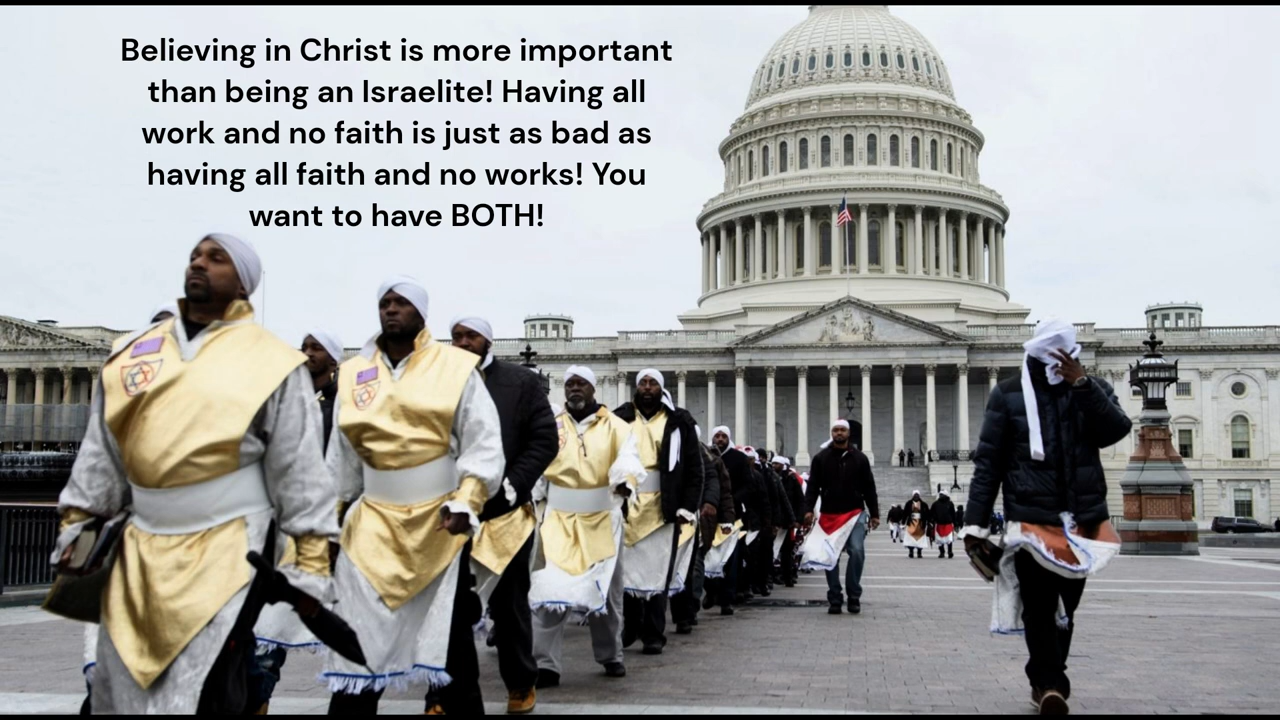 Believing in Christ is more important
than being an Israelite! Having all
work and no faith is just as bad as
having all faith and no works! You
want to have BOTH!